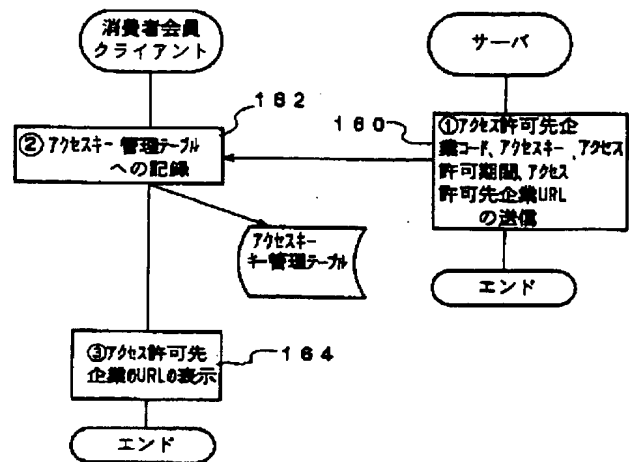 消費者会員
クライアント
サーバ
162
160
② アクセスキー管理テーブル
への記録
①アクセス許可先企
業コード、アクセスキー、アクセス
許可期間、アクセス
許可先企業URL
の送信
アクセスキー
キー管理テーブル
エンド
③アクセス許可先
企業のURLの表示
164
エンド